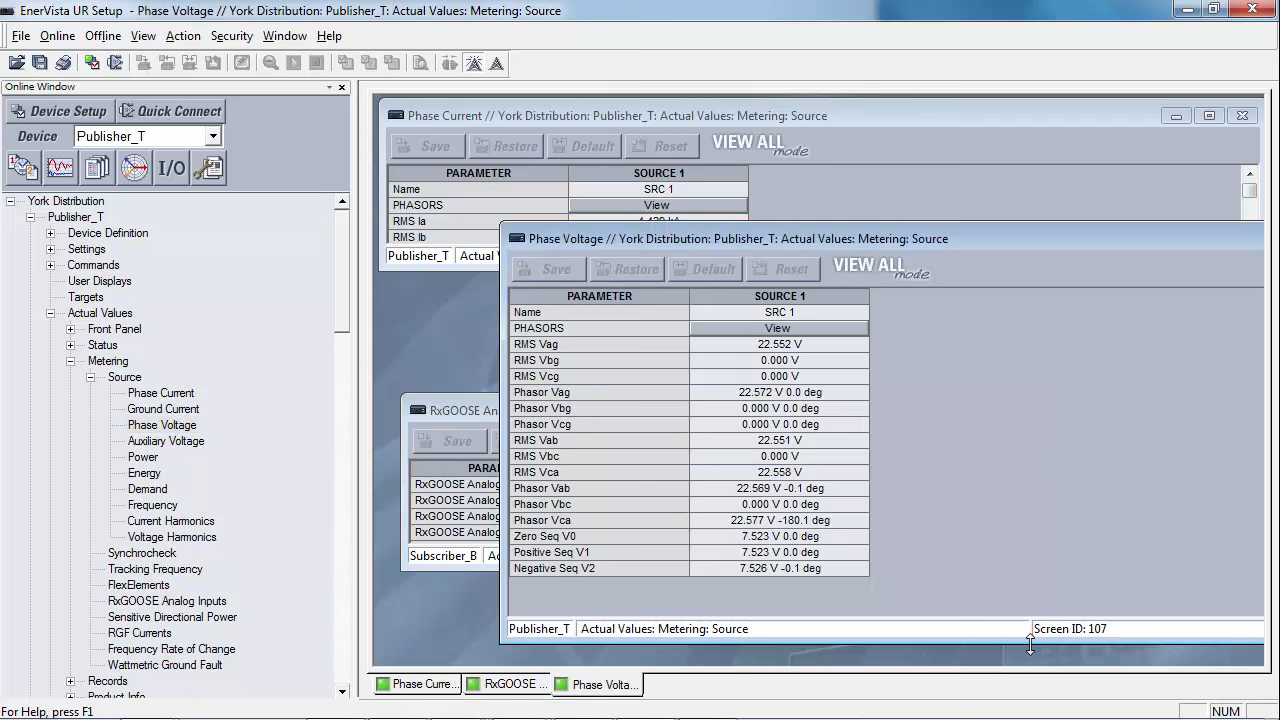 EnerVista UR Setup - Phase Voltage // York Distribution: Publisher_T: Actual Values: Metering: Source
File Online Offline View Action Security Window Help
Online Window
Device Setup Quick Connect
Device Publisher_T
I/O
York Distribution
Publisher_T
Device Definition
Settings
Commands
User Displays
Targets
Actual Values
Front Panel
Status
Metering
Source
Phase Current
Ground Current
Phase Voltage
Auxiliary Voltage
Power
Energy
Demand
Frequency
Current Harmonics
Voltage Harmonics
Synchrocheck
Tracking Frequency
FlexElements
RxGOOSE Analog Inputs
Sensitive Directional Power
RGF Currents
Frequency Rate of Change
Wattmetric Ground Fault
Records
Product Info
Phase Current // York Distribution: Publisher_T: Actual Values: Metering: Source
Save Restore Default Reset VIEW ALL mode
PARAMETER SOURCE 1
Name SRC 1
PHASORS View
RMS Ia
RMS Ib
Publisher_T Actual
RxGOOSE Ana
Save
PARA
RxGOOSE Analog
RxGOOSE Analog
RxGOOSE Analog
RxGOOSE Analog
Subscriber_B
Phase Voltage // York Distribution: Publisher_T: Actual Values: Metering: Source
Save Restore Default Reset VIEW ALL mode
PARAMETER SOURCE 1
Name SRC 1
PHASORS View
RMS Vag 22.552 V
RMS Vbg 0.000 V
RMS Vcg 0.000 V
Phasor Vag 22.572 V 0.0 deg
Phasor Vbg 0.000 V 0.0 deg
Phasor Vcg 0.000 V 0.0 deg
RMS Vab 22.551 V
RMS Vbc 0.000 V
RMS Vca 22.558 V
Phasor Vab 22.569 V -0.1 deg
Phasor Vbc 0.000 V 0.0 deg
Phasor Vca 22.577 V -180.1 deg
Zero Seq V0 7.523 V 0.0 deg
Positive Seq V1 7.523 V 0.0 deg
Negative Seq V2 7.526 V -0.1 deg
Publisher_T Actual Values: Metering: Source Screen ID: 107
Phase Curre... RxGOOSE ... Phase Volta...
For Help, press F1 NUM